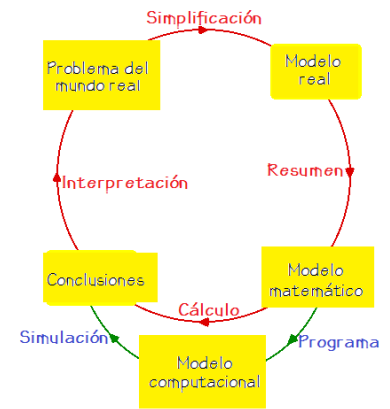 Simplificación
Problema del
mundo real
Modelo
real
Resumen
Interpretación
Conclusiones
Modelo
matemático
Cálculo
Simulación
Programa
Modelo
computacional